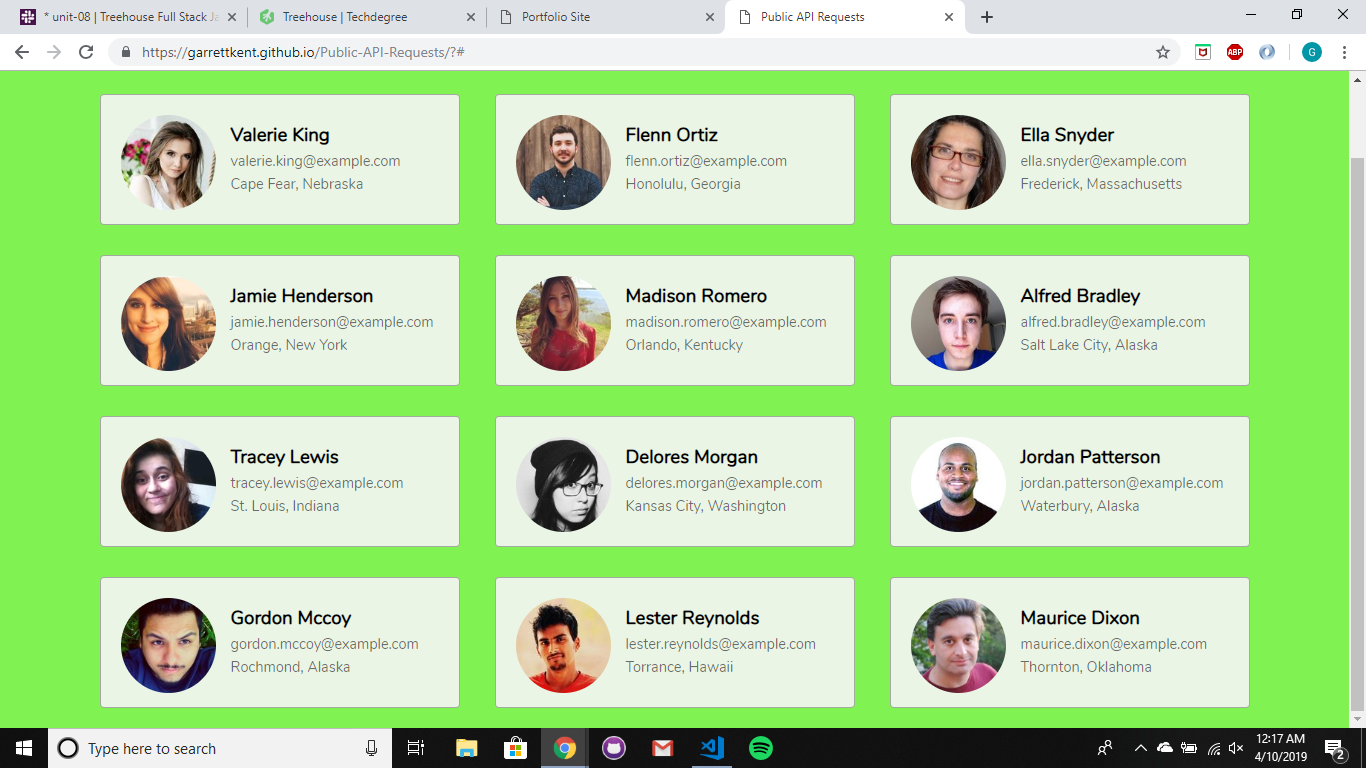 * unit-08 | Treehouse Full Stack Ja
Treehouse | Techdegree
Portfolio Site
Public API Requests
https://garrettkent.github.io/Public-API-Requests/?#
ABP
G
Valerie King
valerie.king@example.com
Cape Fear, Nebraska
Flenn Ortiz
flenn.ortiz@example.com
Honolulu, Georgia
Ella Snyder
ella.snyder@example.com
Frederick, Massachusetts
Jamie Henderson
jamie.henderson@example.com
Orange, New York
Madison Romero
madison.romero@example.com
Orlando, Kentucky
Alfred Bradley
alfred.bradley@example.com
Salt Lake City, Alaska
Tracey Lewis
tracey.lewis@example.com
St. Louis, Indiana
Delores Morgan
delores.morgan@example.com
Kansas City, Washington
Jordan Patterson
jordan.patterson@example.com
Waterbury, Alaska
Gordon Mccoy
gordon.mccoy@example.com
Rochmond, Alaska
Lester Reynolds
lester.reynolds@example.com
Torrance, Hawaii
Maurice Dixon
maurice.dixon@example.com
Thornton, Oklahoma
Type here to search
12:17 AM
4/10/2019
2